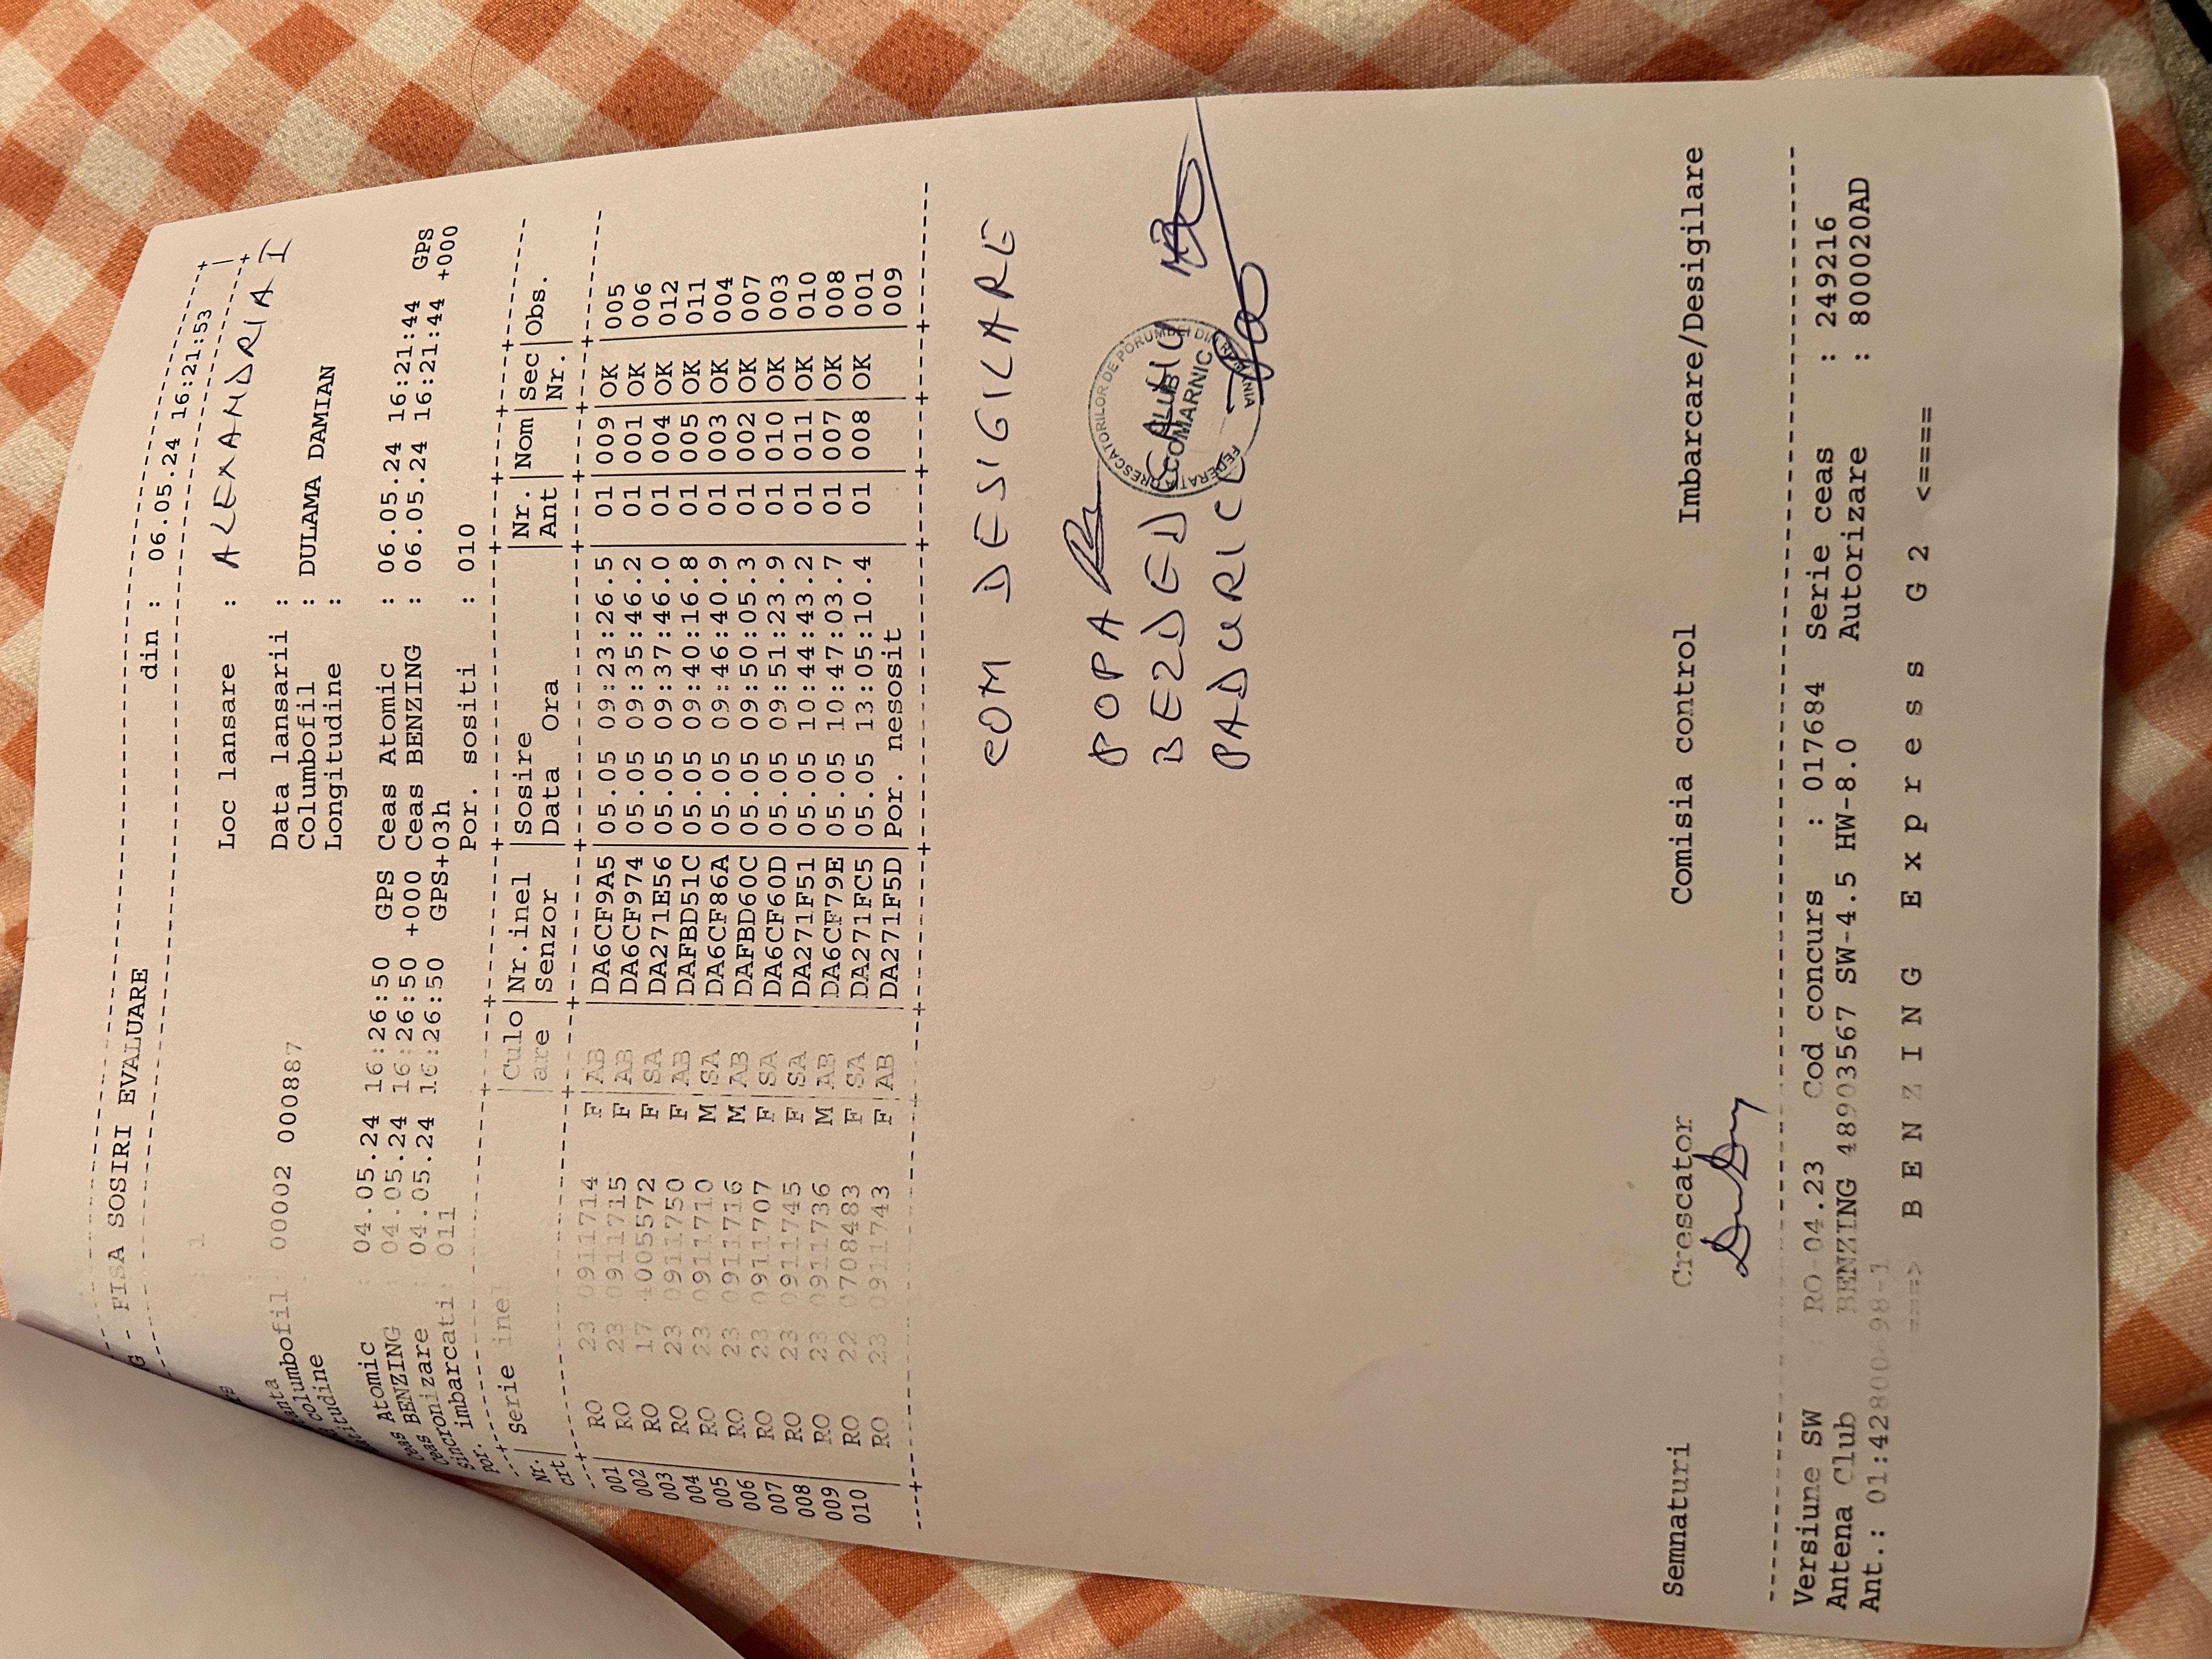 G - FISA SOSIRI EVALUARE din : 06.05.24 16:21:53
1 Loc lansare : ALEXANDRIA I
00002 000887 Data lansarii :
columbofil Columbofil : DULAMA DAMIAN
Longitudine :
Atomic : 04.05.24 16:26:50 GPS Ceas Atomic : 06.05.24 16:21:44 GPS
Ceas BENZING : 04.05.24 16:26:50 +000 Ceas BENZING : 06.05.24 16:21:44 +000
Sincronizare : 04.05.24 16:26:50 GPS+03h
Por. imbarcati : 011 Por. sositi : 010
Nr. Serie inel Culo Nr.inel Sosire Nr. Nom Sec Obs.
crt are Senzor Data Ora Ant Nr.
001 RO 23 0911714 F AB DA6CF9A5 05.05 09:23:26.5 01 009 OK 005
002 RO 23 0911715 F AB DA6CF974 05.05 09:35:46.2 01 001 OK 006
003 RO 17 4005572 F SA DA271E56 05.05 09:37:46.0 01 004 OK 012
004 RO 23 0911750 F AB DAFBD51C 05.05 09:40:16.8 01 005 OK 011
005 RO 23 0911710 M SA DA6CF86A 05.05 09:46:40.9 01 003 OK 004
006 RO 23 0911716 M AB DAFBD60C 05.05 09:50:05.3 01 002 OK 007
007 RO 23 0911707 F SA DA6CF60D 05.05 09:51:23.9 01 010 OK 003
008 RO 23 0911745 F SA DA271F51 05.05 10:44:43.2 01 011 OK 010
009 RO 23 0911736 M AB DA6CF79E 05.05 10:47:03.7 01 007 OK 008
010 RO 22 0708483 F SA DA271FC5 05.05 13:05:10.4 01 008 OK 001
RO 23 0911743 F AB DA271F5D Por. nesosit 009
COM DESIGILARE
POPA
BEZDEDEANU
PADURICE
CLUB
COMARNIC
Semnaturi Crescator Comisia control Imbarcare/Desigilare
Versiune SW : RO-04.23 Cod concurs : 017684 Serie ceas : 249216
Antena Club BENZING 48903567 SW-4.5 HW-8.0 Autorizare : 800020AD
Ant.: 01:42800698-1
====> B E N Z I N G E x p r e s s G 2 <====